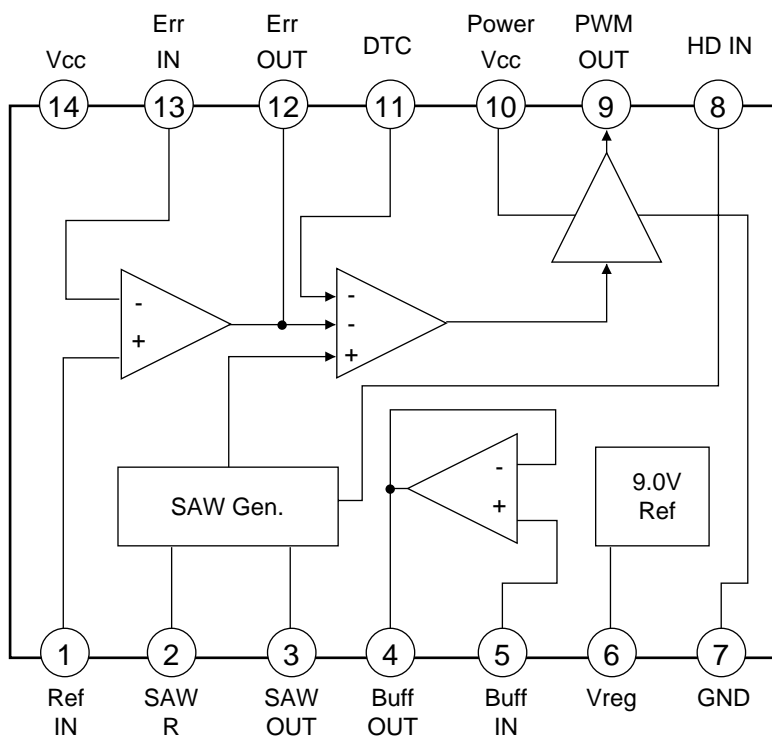 Vcc
Err
IN
Err
OUT
DTC
Power
Vcc
PWM
OUT
HD IN
14
13
12
11
10
9
8
-
+
-
-
+
SAW Gen.
-
+
9.0V
Ref
1
2
3
4
5
6
7
Ref
IN
SAW
R
SAW
OUT
Buff
OUT
Buff
IN
Vreg
GND